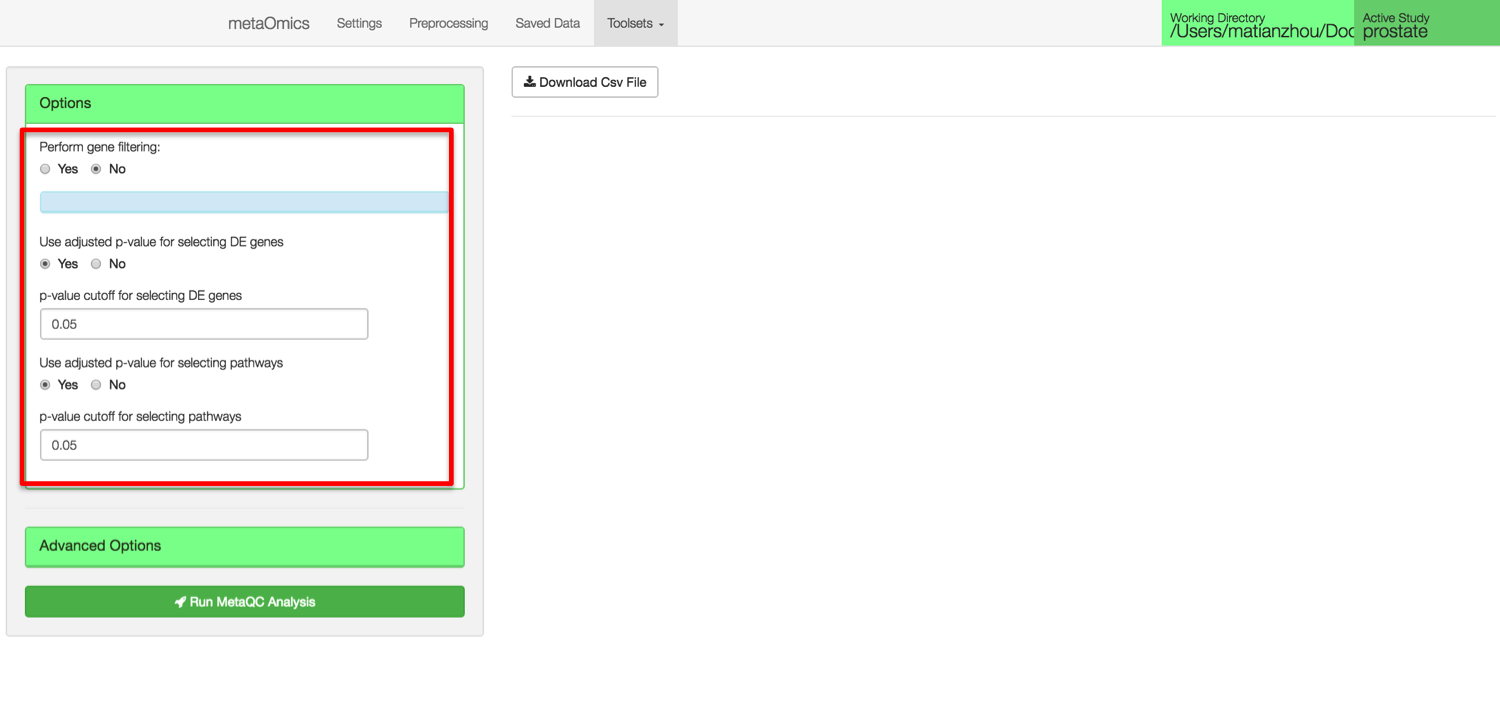 metaOmics Settings Preprocessing Saved Data Toolsets
Working Directory
/Users/matianzhou/Doc
Active Study
prostate
Options
Perform gene filtering:
Yes No
Use adjusted p-value for selecting DE genes
Yes No
p-value cutoff for selecting DE genes
0.05
Use adjusted p-value for selecting pathways
Yes No
p-value cutoff for selecting pathways
0.05
Advanced Options
Run MetaQC Analysis
Download Csv File